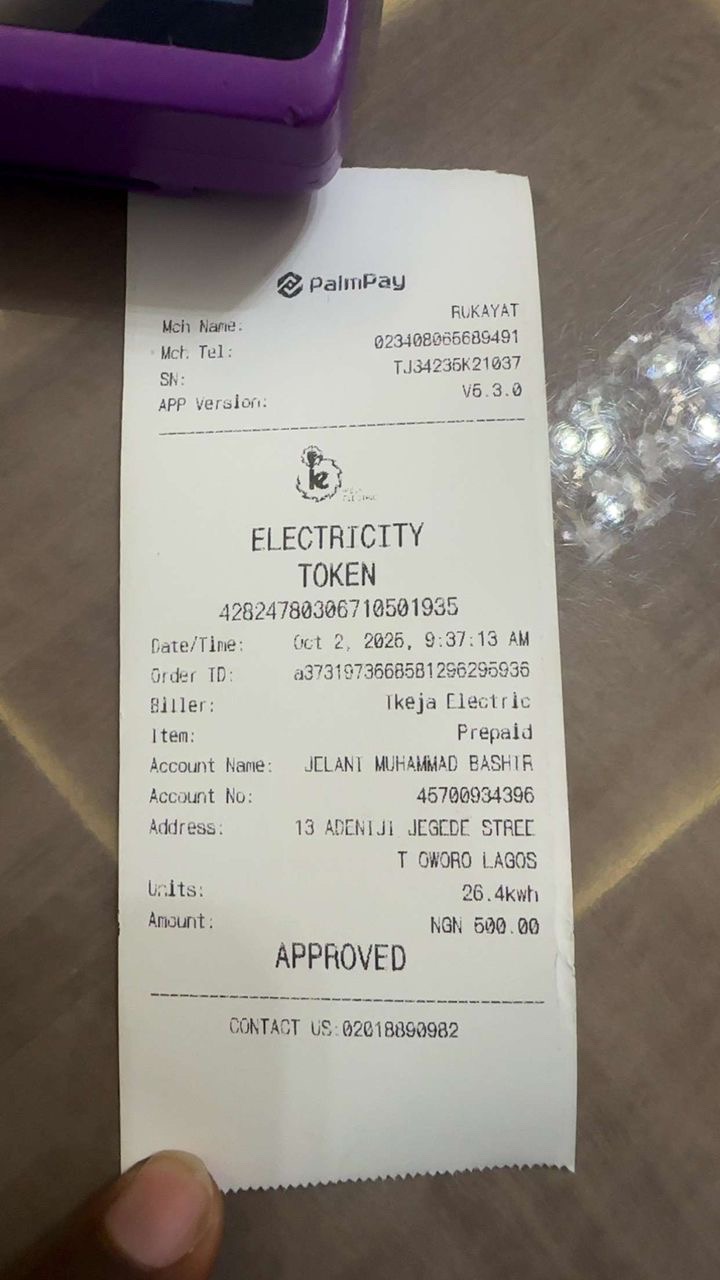 PalmPay
Mch Name: RUKAYAT
Mch Tel: 023408065689491
SN: TJ34235K21037
APP Version: V5.3.0
ELECTRICITY
TOKEN
42824780306710501935
Date/Time: Oct 2, 2025, 9:37:13 AM
Order ID: a3731973668581296295936
Biller: Ikeja Electric
Item: Prepaid
Account Name: JELANI MUHAMMAD BASHIR
Account No: 45700934396
Address: 13 ADENIJI JEGEDE STREE
T OWORO LAGOS
Units: 26.4kwh
Amount: NGN 500.00
APPROVED
CONTACT US:02018890982